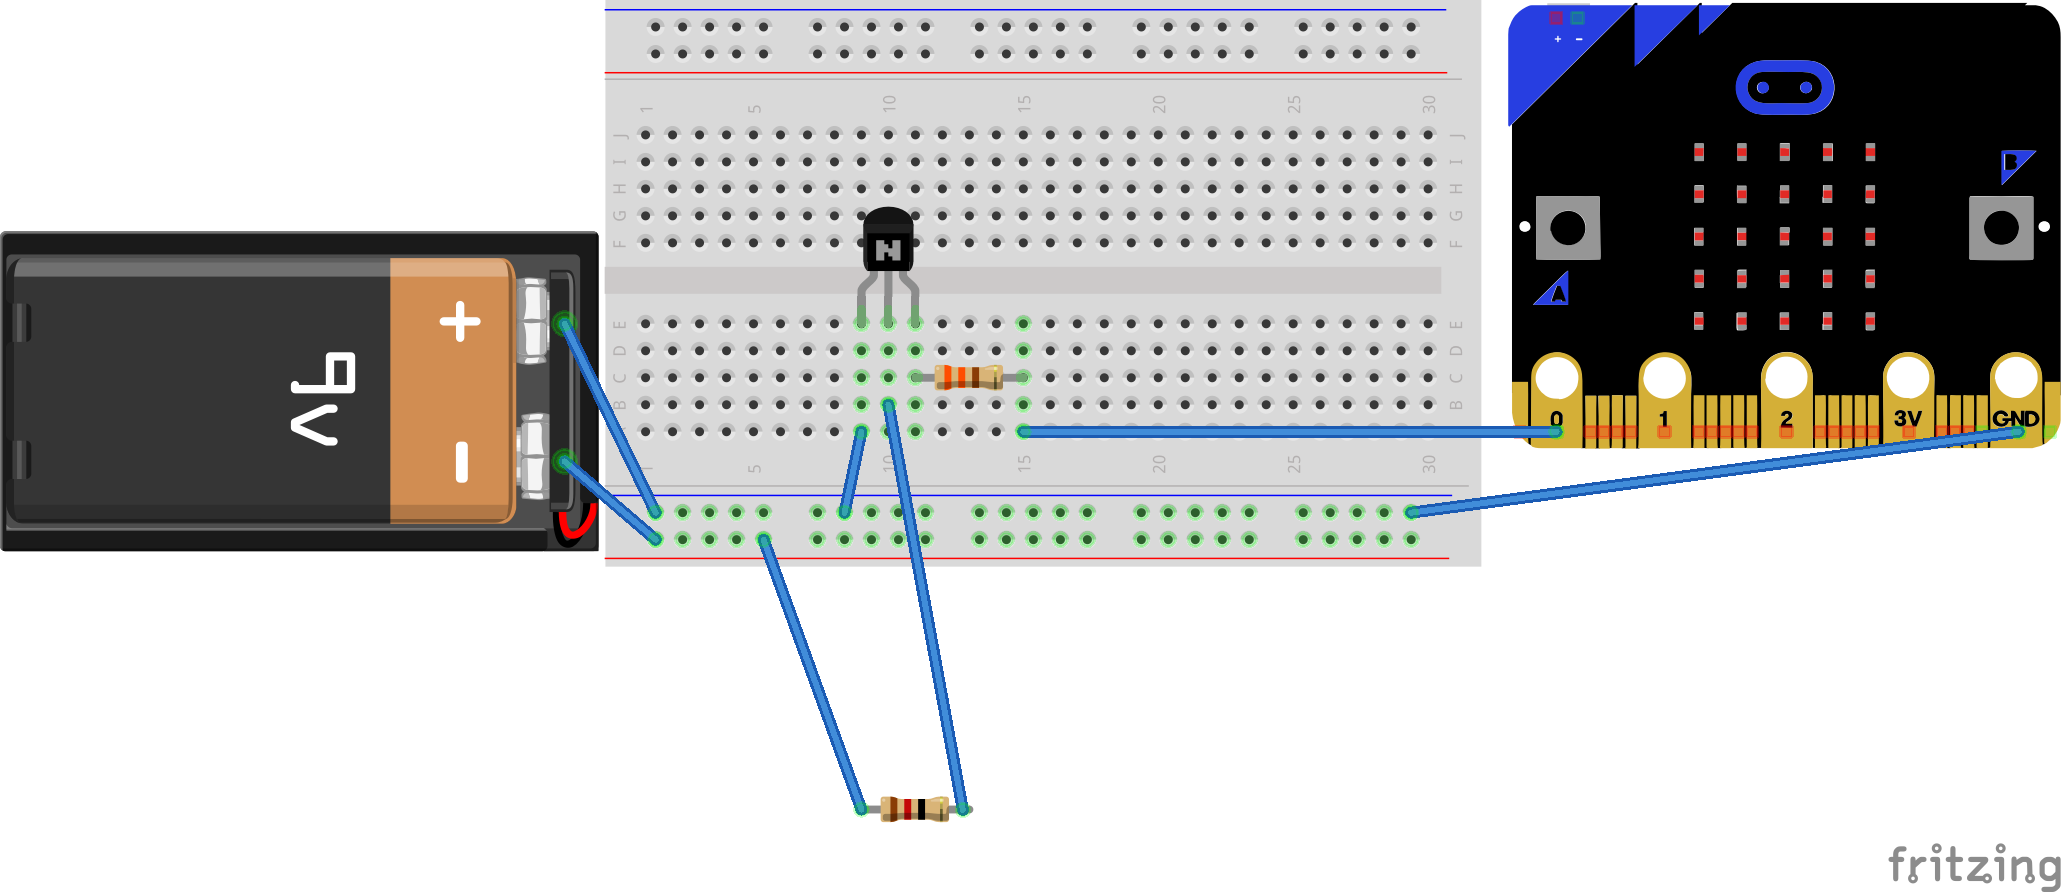 + −
1 5 10 15 20 25 30
J J
I I
H H
G G
F F
N
B
A
+
9V
-
E E
D D
C C
B B
0 1 2 3V GND
1 5 10 15 20 25 30
fritzing